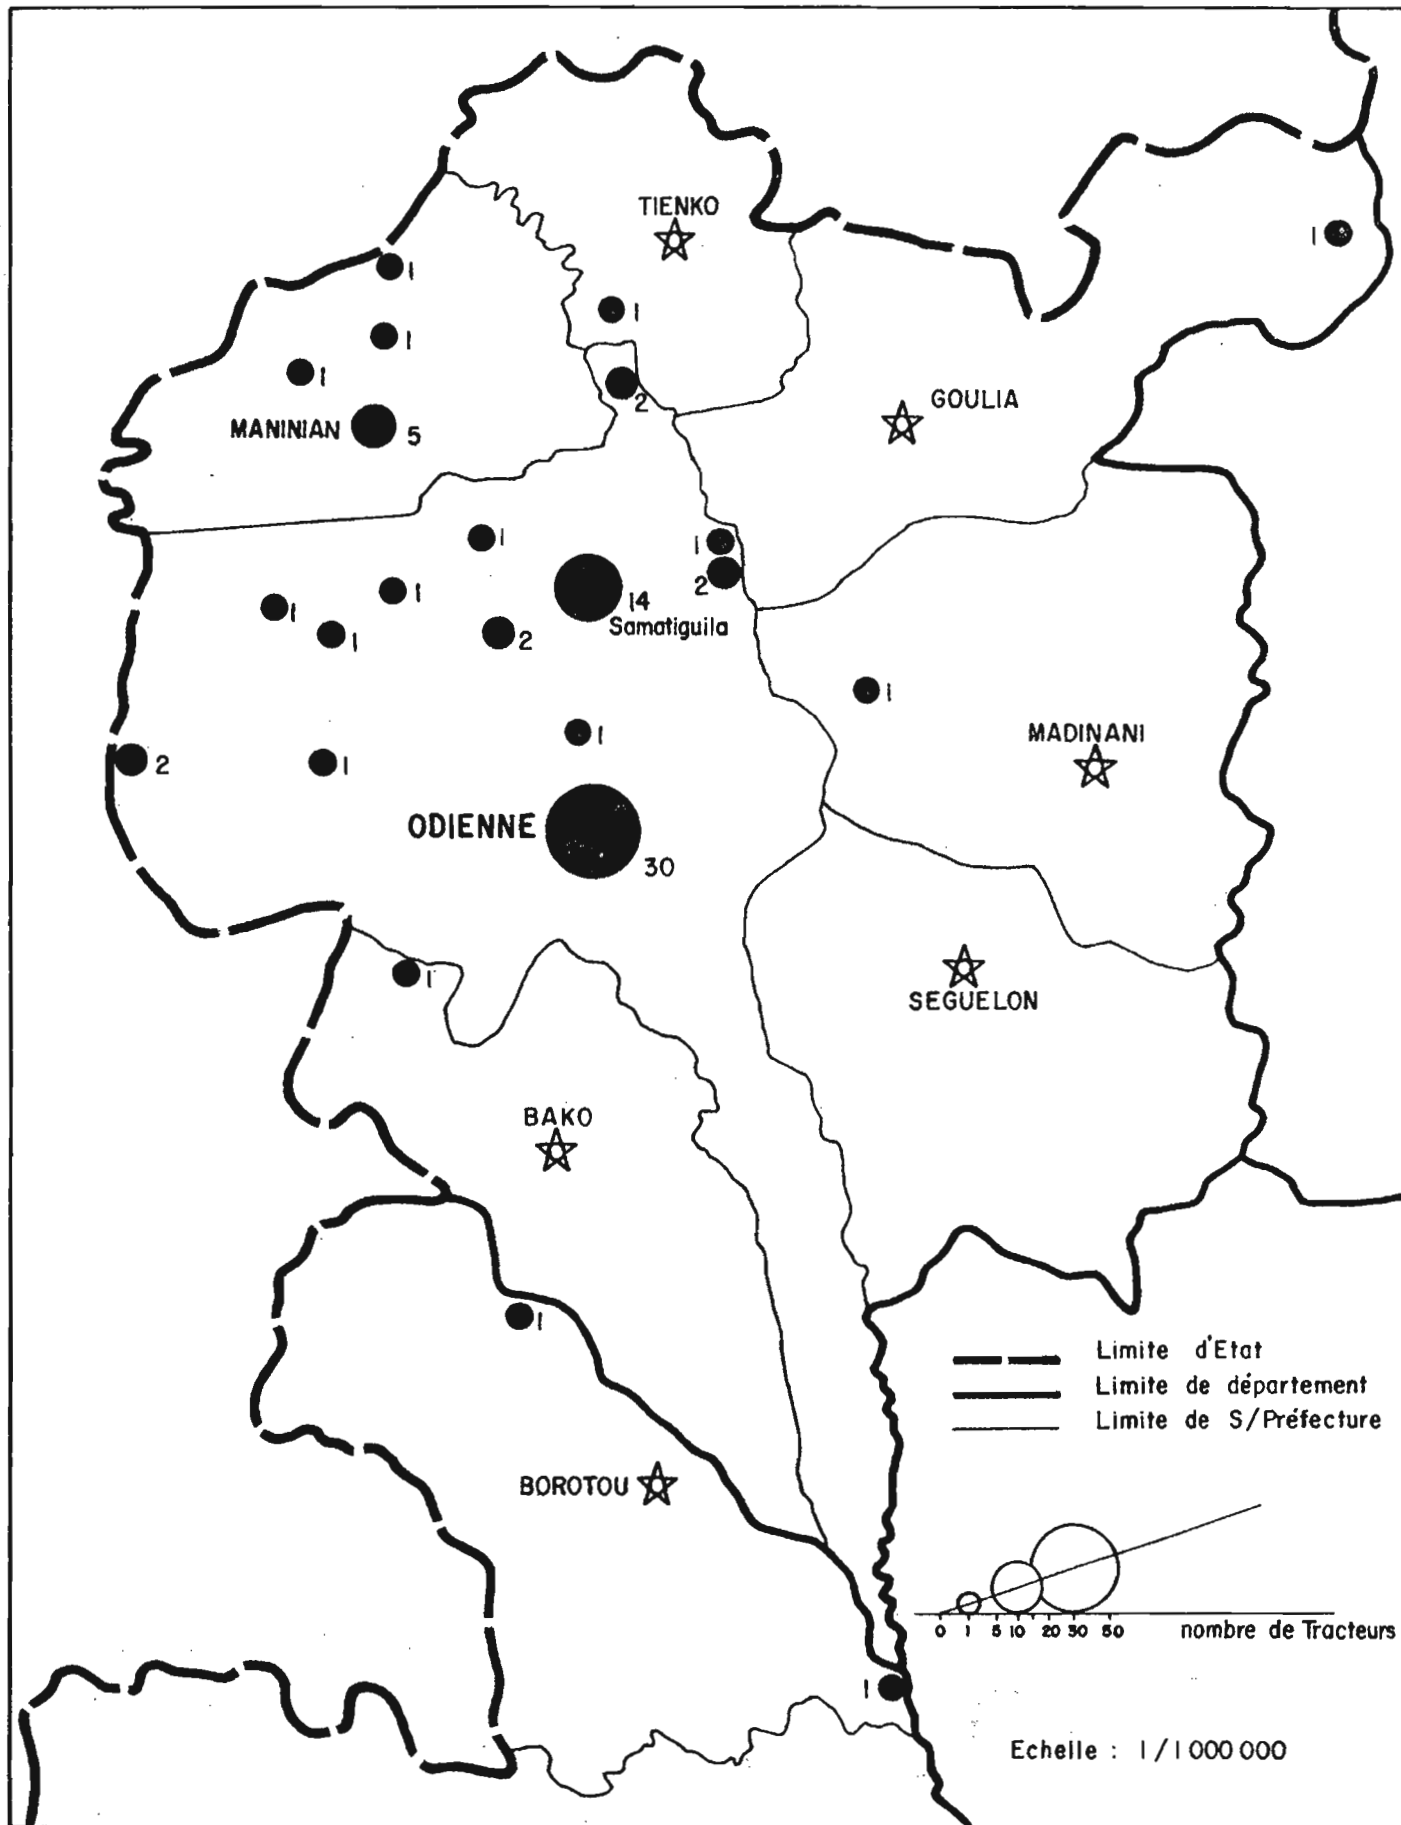 TIENKO
1
1
1
1
1
2
GOULIA
MANINIAN
5
1
1
2
1
1
14
Samatiguila
1
2
1
1
MADINANI
2
1
1
ODIENNE
30
1
SEGUELON
BAKO
1
Limite d'Etat
Limite de département
Limite de S/Préfecture
BOROTOU
0 1 5 10 20 30 50
nombre de Tracteurs
1
Echelle : 1/1000 000